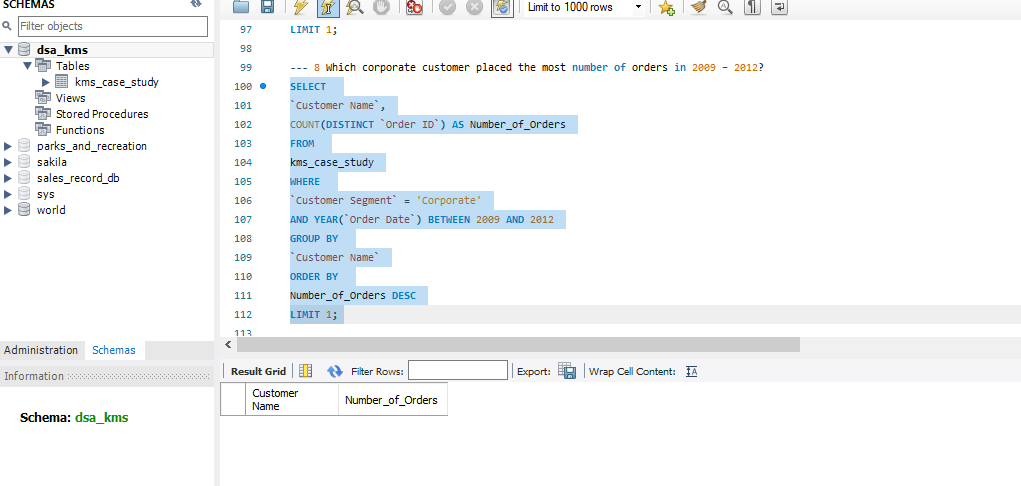 SCHEMAS
Filter objects
dsa_kms
Tables
kms_case_study
Views
Stored Procedures
Functions
parks_and_recreation
sakila
sales_record_db
sys
world
Administration Schemas
Information
Schema: dsa_kms
Limit to 1000 rows
97 LIMIT 1;
98
99 --- 8 Which corporate customer placed the most number of orders in 2009 – 2012?
100 SELECT
101 `Customer Name`,
102 COUNT(DISTINCT `Order ID`) AS Number_of_Orders
103 FROM
104 kms_case_study
105 WHERE
106 `Customer Segment` = 'Corporate'
107 AND YEAR(`Order Date`) BETWEEN 2009 AND 2012
108 GROUP BY
109 `Customer Name`
110 ORDER BY
111 Number_of_Orders DESC
112 LIMIT 1;
113
Result Grid Filter Rows: Export: Wrap Cell Content:
Customer
Name
Number_of_Orders